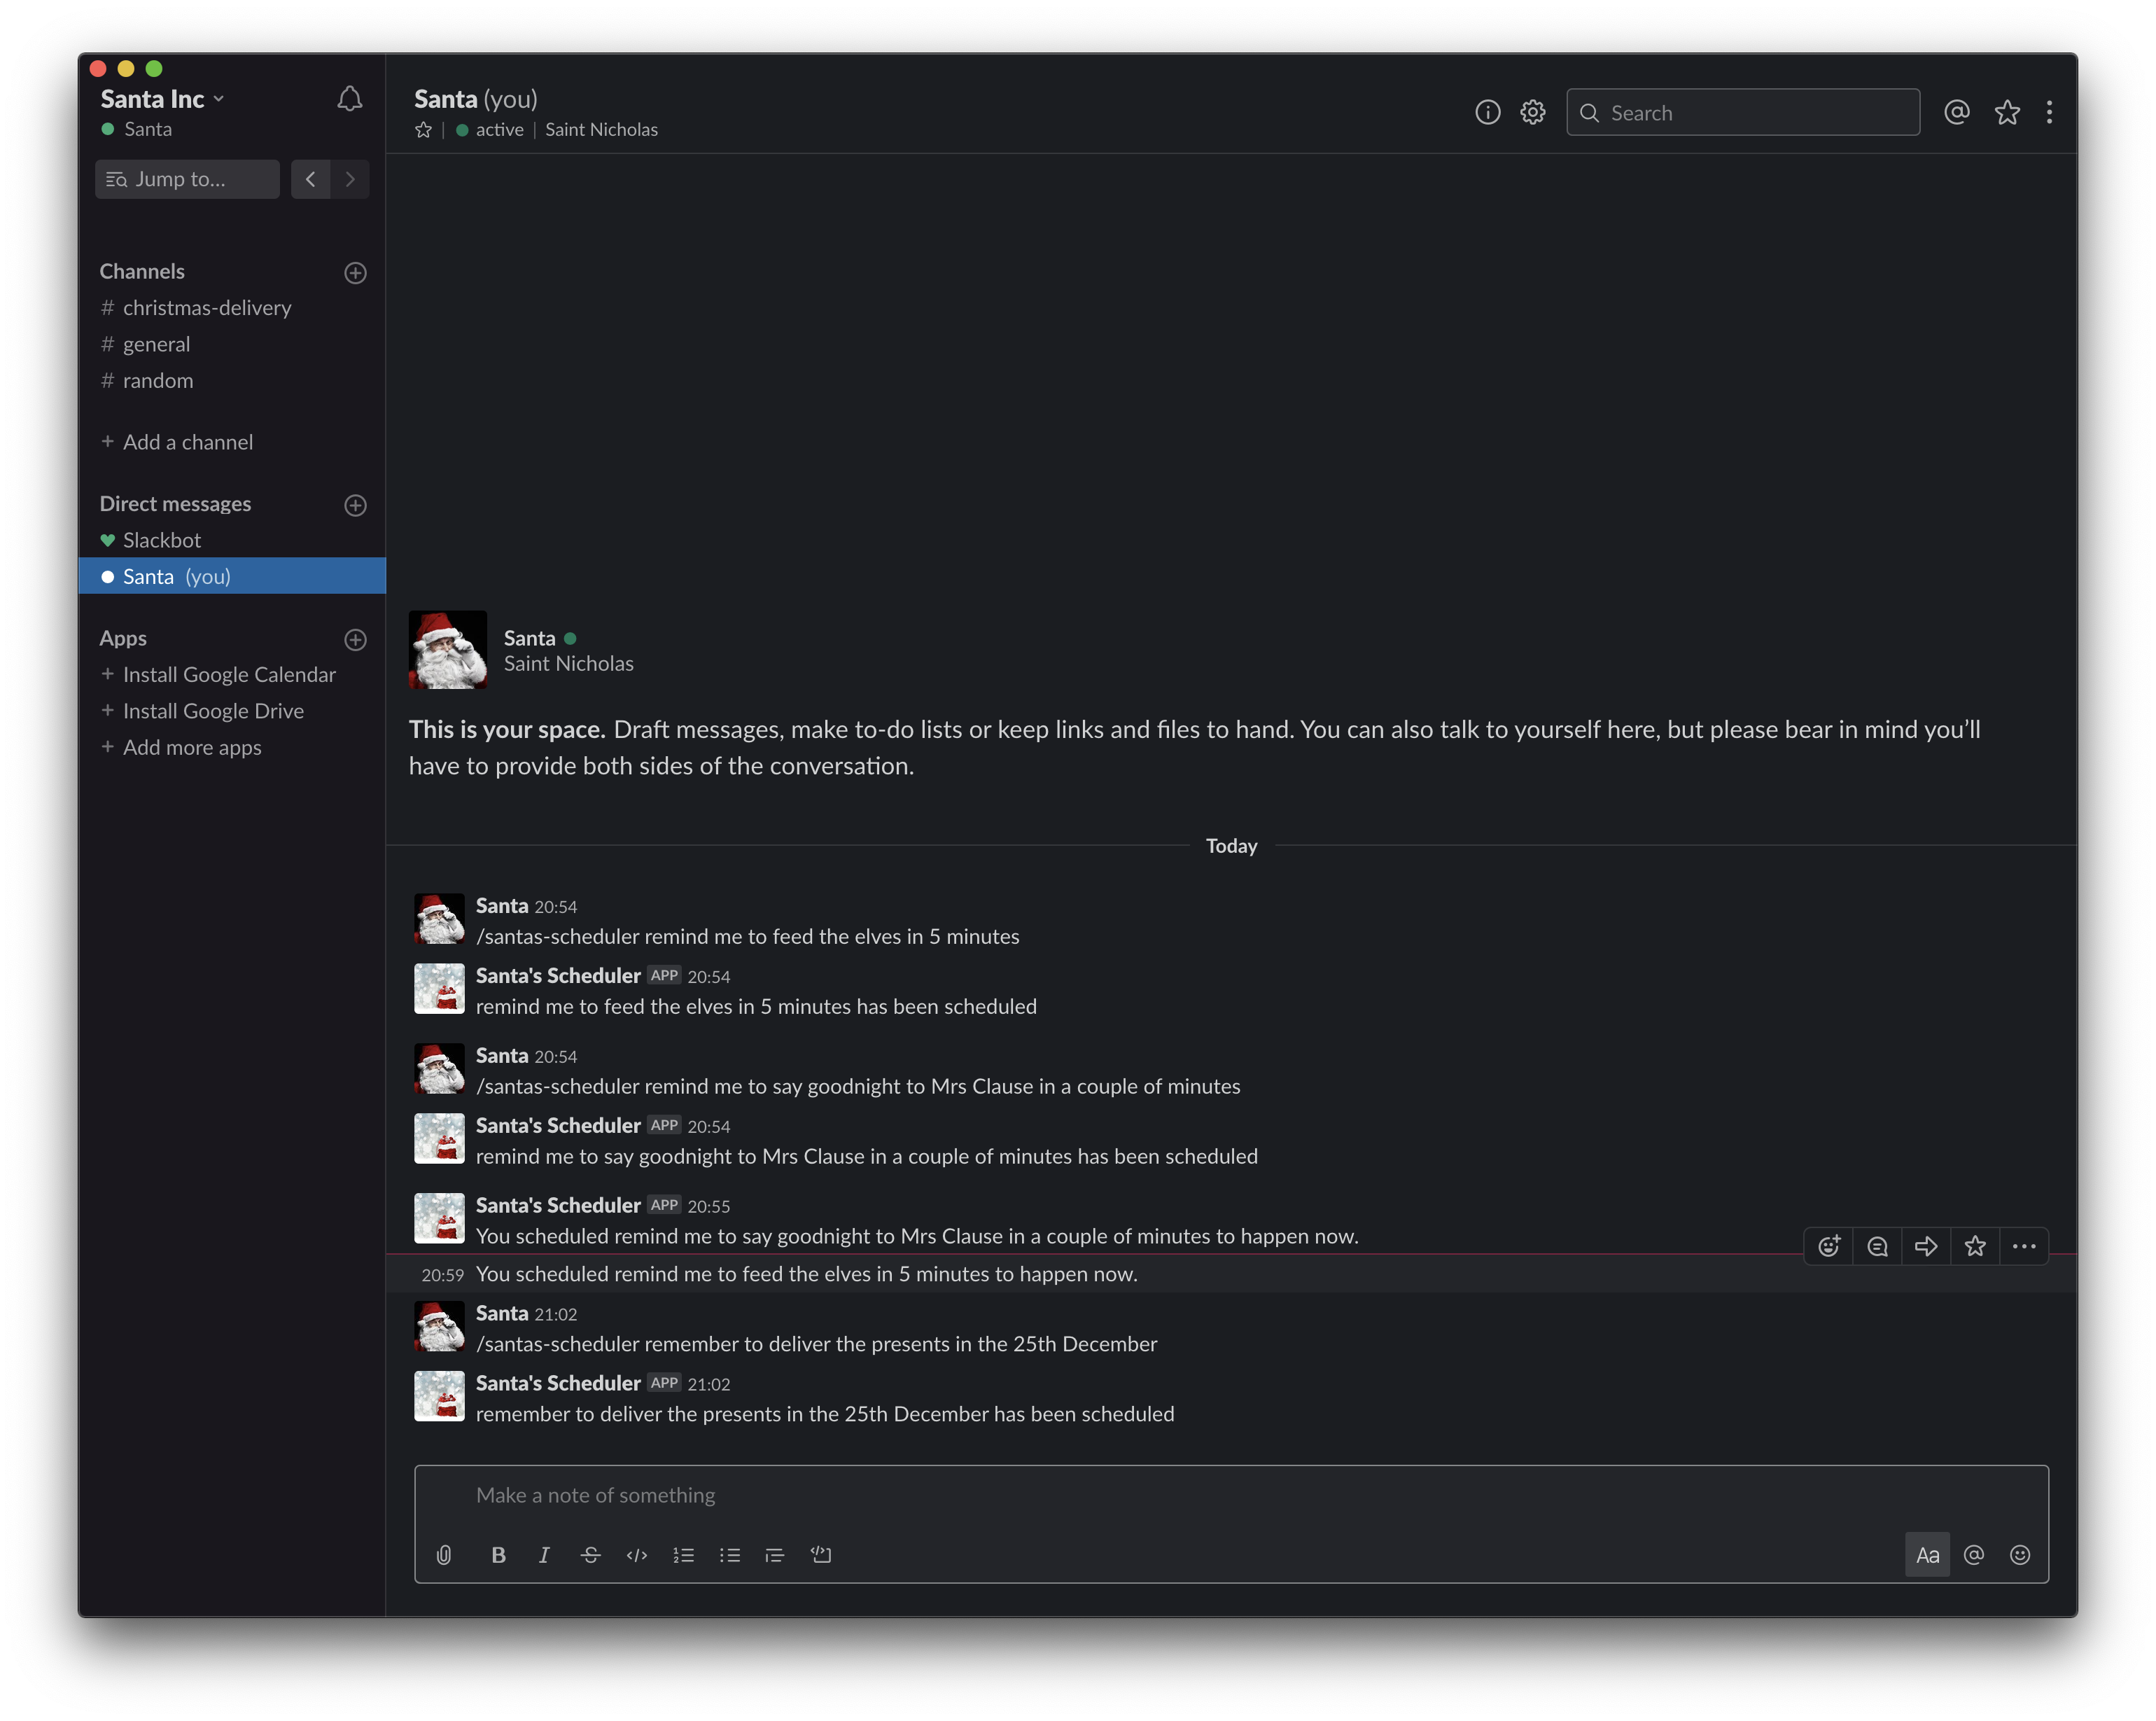 Santa Inc
Santa
Jump to...
Channels
# christmas-delivery
# general
# random
+ Add a channel
Direct messages
Slackbot
Santa (you)
Apps
+ Install Google Calendar
+ Install Google Drive
+ Add more apps
Santa (you)
active | Saint Nicholas
Search
Santa
Saint Nicholas
This is your space. Draft messages, make to-do lists or keep links and files to hand. You can also talk to yourself here, but please bear in mind you’ll
have to provide both sides of the conversation.
Today
Santa 20:54
/santas-scheduler remind me to feed the elves in 5 minutes
Santa's Scheduler APP 20:54
remind me to feed the elves in 5 minutes has been scheduled
Santa 20:54
/santas-scheduler remind me to say goodnight to Mrs Clause in a couple of minutes
Santa's Scheduler APP 20:54
remind me to say goodnight to Mrs Clause in a couple of minutes has been scheduled
Santa's Scheduler APP 20:55
You scheduled remind me to say goodnight to Mrs Clause in a couple of minutes to happen now.
20:59 You scheduled remind me to feed the elves in 5 minutes to happen now.
Santa 21:02
/santas-scheduler remember to deliver the presents in the 25th December
Santa's Scheduler APP 21:02
remember to deliver the presents in the 25th December has been scheduled
Make a note of something
B I S </> Aa @